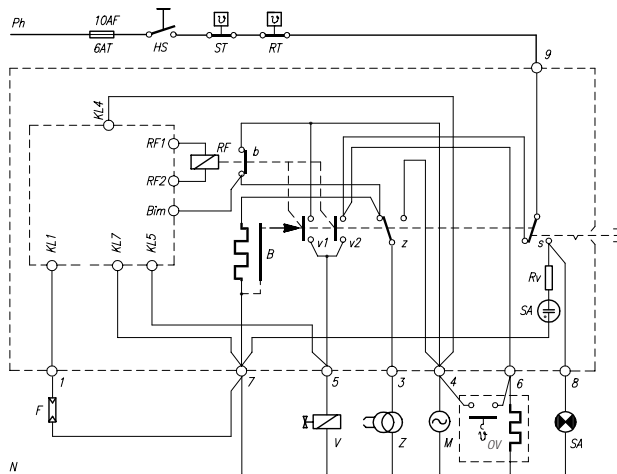 Ph
10AF
6AT
HS
ϑ
ST
ϑ
RT
9
KL4
RF1
RF
b
RF2
Bim
KL1
KL7
KL5
B
v1
v2
z
s
Rv
SA
1
7
5
3
4
6
8
F
V
Z
M
ϑ
OV
SA
N